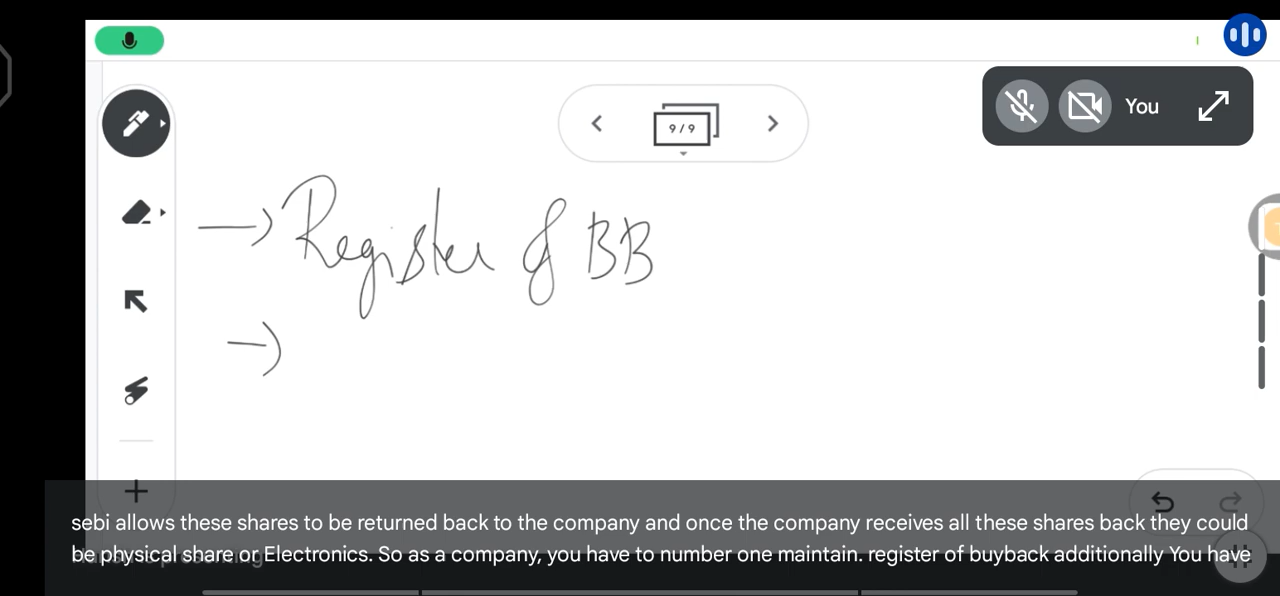 9/9
You
→ Register of BB
→
sebi allows these shares to be returned back to the company and once the company receives all these shares back they could
be physical share or Electronics. So as a company, you have to number one maintain. register of buyback additionally You have